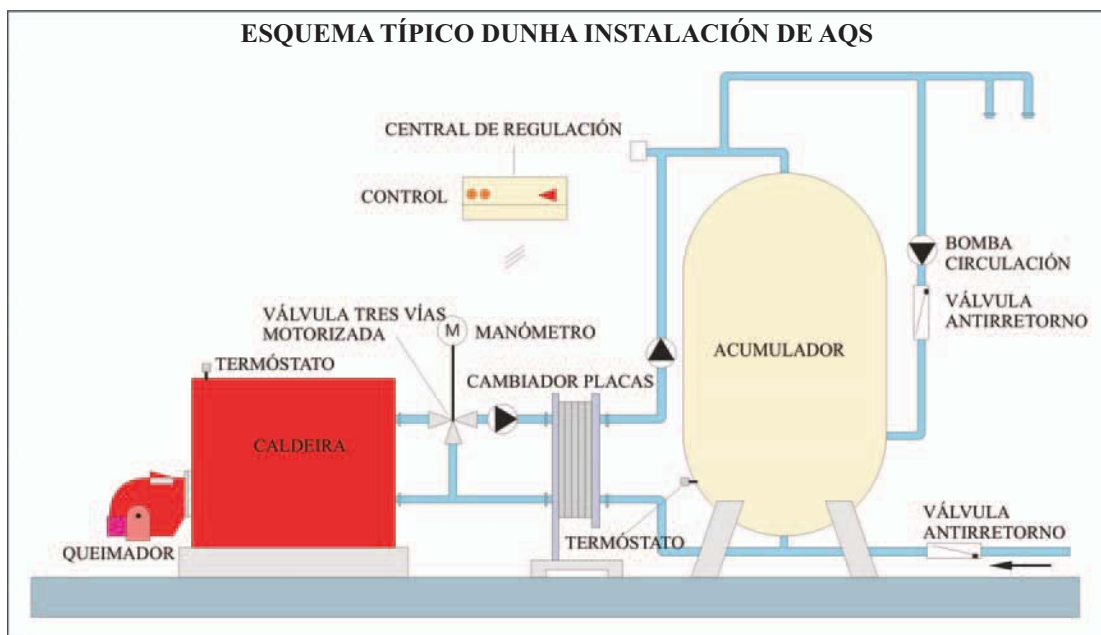 ESQUEMA TÍPICO DUNHA INSTALACIÓN DE AQS
CENTRAL DE REGULACIÓN
CONTROL
BOMBA
CIRCULACIÓN
VÁLVULA
ANTIRRETORNO
VÁLVULA TRES VÍAS
MOTORIZADA
M
MANÓMETRO
ACUMULADOR
TERMÓSTATO
CAMBIADOR PLACAS
CALDEIRA
QUEIMADOR
TERMÓSTATO
VÁLVULA
ANTIRRETORNO